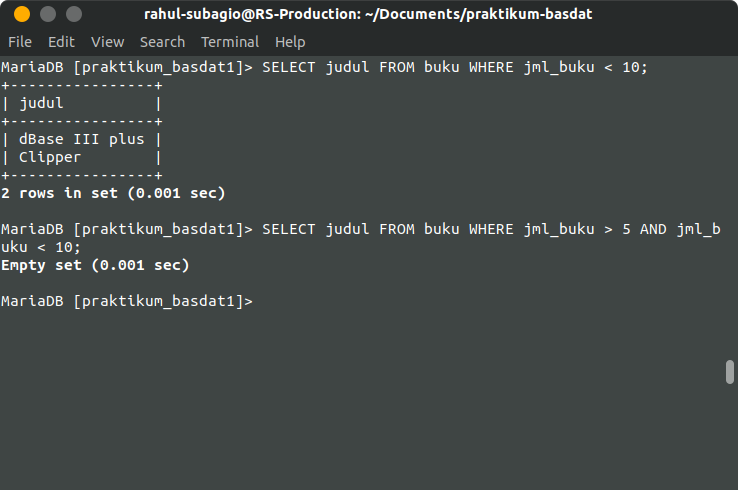 rahul-subagio@RS-Production: ~/Documents/praktikum-basdat
File Edit View Search Terminal Help
MariaDB [praktikum_basdat1]> SELECT judul FROM buku WHERE jml_buku < 10;
+----------------+
| judul          |
+----------------+
| dBase III plus |
| Clipper        |
+----------------+
2 rows in set (0.001 sec)

MariaDB [praktikum_basdat1]> SELECT judul FROM buku WHERE jml_buku > 5 AND jml_b
uku < 10;
Empty set (0.001 sec)

MariaDB [praktikum_basdat1]>